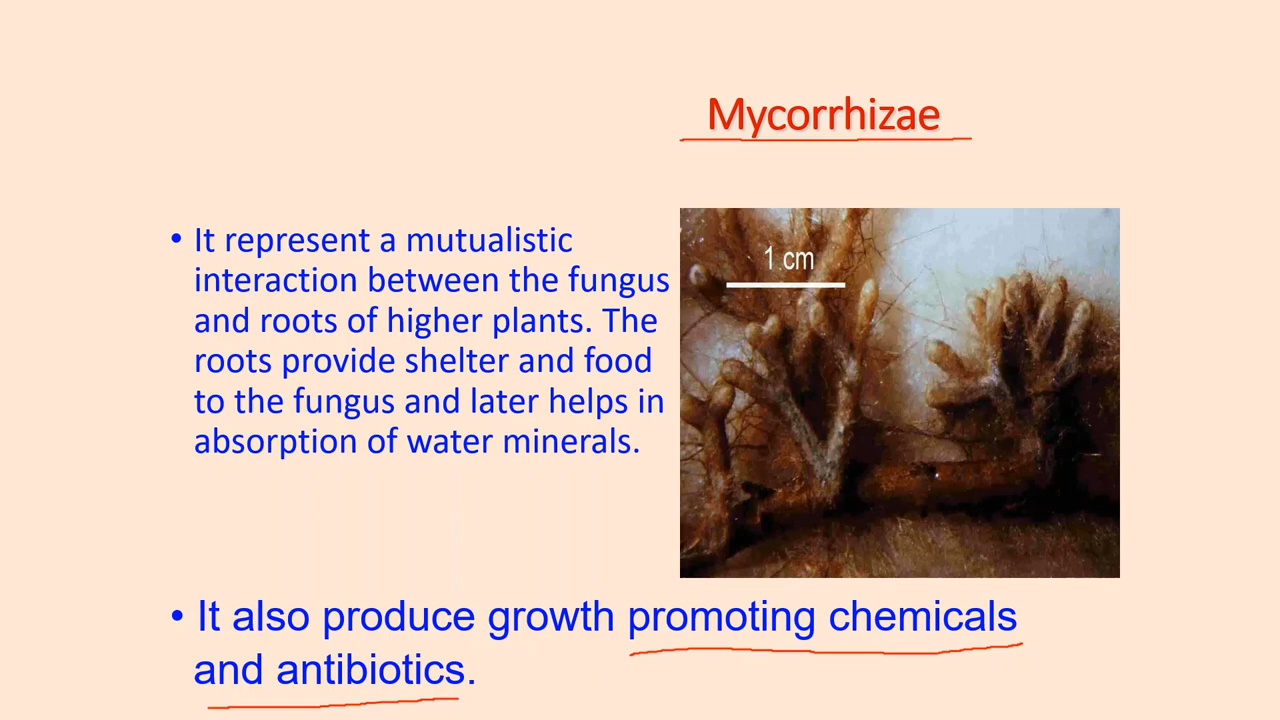 Mycorrhizae
• It represent a mutualistic
interaction between the fungus
and roots of higher plants. The
roots provide shelter and food
to the fungus and later helps in
absorption of water minerals.
1 cm
• It also produce growth promoting chemicals
and antibiotics.